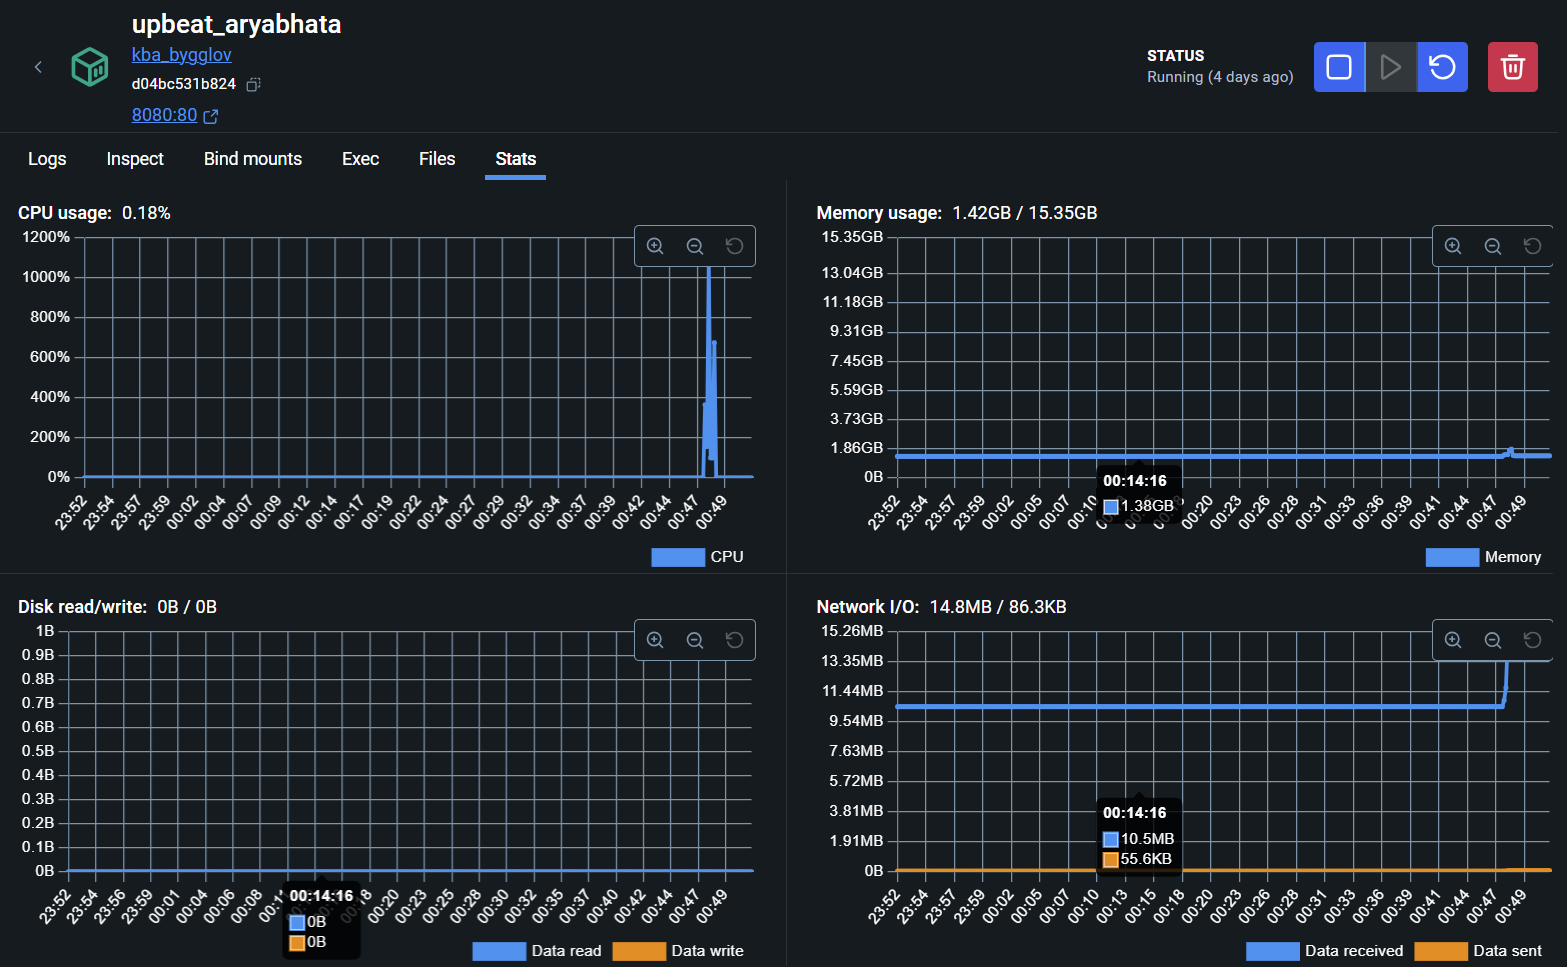 upbeat_aryabhata
kba_bygglov
d04bc531b824
8080:80
STATUS
Running (4 days ago)
Logs Inspect Bind mounts Exec Files Stats
CPU usage: 0.18%
1200%
1000%
800%
600%
400%
200%
0%
23:52 23:54 23:57 23:59 00:02 00:04 00:07 00:09 00:12 00:14 00:17 00:19 00:22 00:24 00:27 00:29 00:32 00:34 00:37 00:39 00:42 00:44 00:47 00:49
CPU
Memory usage: 1.42GB / 15.35GB
15.35GB
13.04GB
11.18GB
9.31GB
7.45GB
5.59GB
3.73GB
1.86GB
0B
23:52 23:54 23:57 23:59 00:02 00:05 00:07 00:10 00:20 00:23 00:26 00:28 00:31 00:33 00:36 00:39 00:41 00:44 00:47 00:49
00:14:16
1.38GB
Memory
Disk read/write: 0B / 0B
1B
0.9B
0.8B
0.7B
0.6B
0.5B
0.4B
0.3B
0.2B
0.1B
0B
23:52 23:54 23:56 23:59 00:01 00:04 00:06 00:08 00:18 00:20 00:23 00:25 00:28 00:30 00:32 00:35 00:37 00:40 00:42 00:44 00:47 00:49
00:14:16
0B
0B
Data read Data write
Network I/O: 14.8MB / 86.3KB
15.26MB
13.35MB
11.44MB
9.54MB
7.63MB
5.72MB
3.81MB
1.91MB
0B
23:52 23:54 23:57 23:59 00:02 00:05 00:07 00:10 00:13 00:15 00:18 00:20 00:23 00:26 00:28 00:31 00:33 00:36 00:39 00:41 00:44 00:47 00:49
00:14:16
10.5MB
55.6KB
Data received Data sent